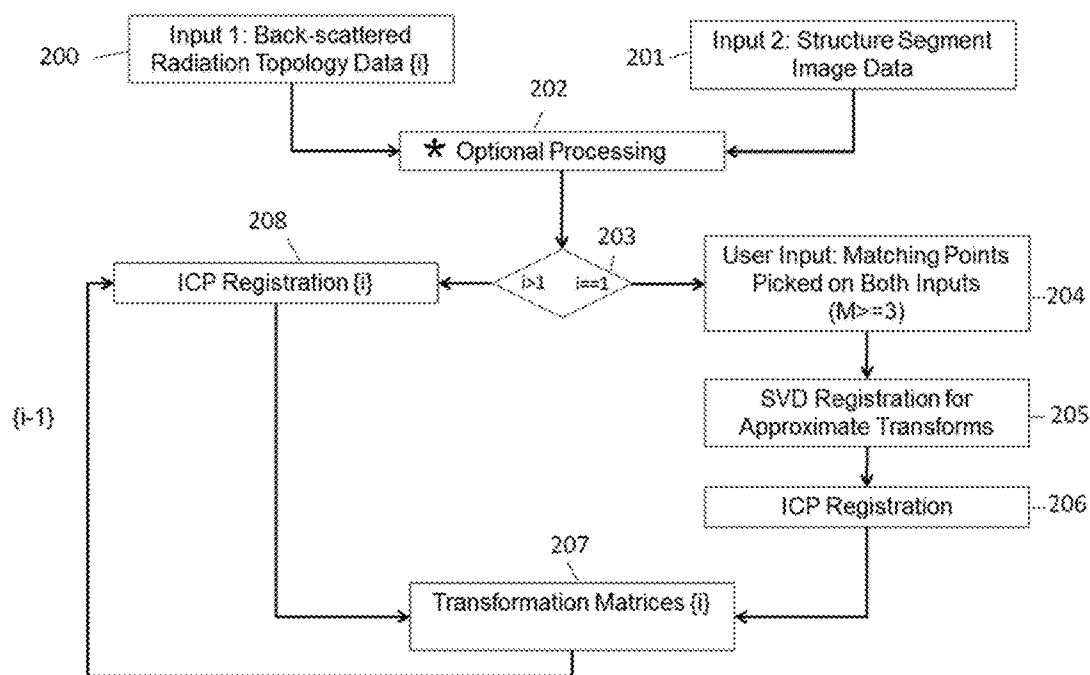 200
Input 1: Back-scattered
Radiation Topology Data {i}
201
Input 2: Structure Segment
Image Data
202
* Optional Processing
203
i>1
i==1
208
ICP Registration {i}
User Input: Matching Points
Picked on Both Inputs
(M>=3)
204
{i-1}
SVD Registration for
Approximate Transforms
205
ICP Registration
206
207
Transformation Matrices {i}